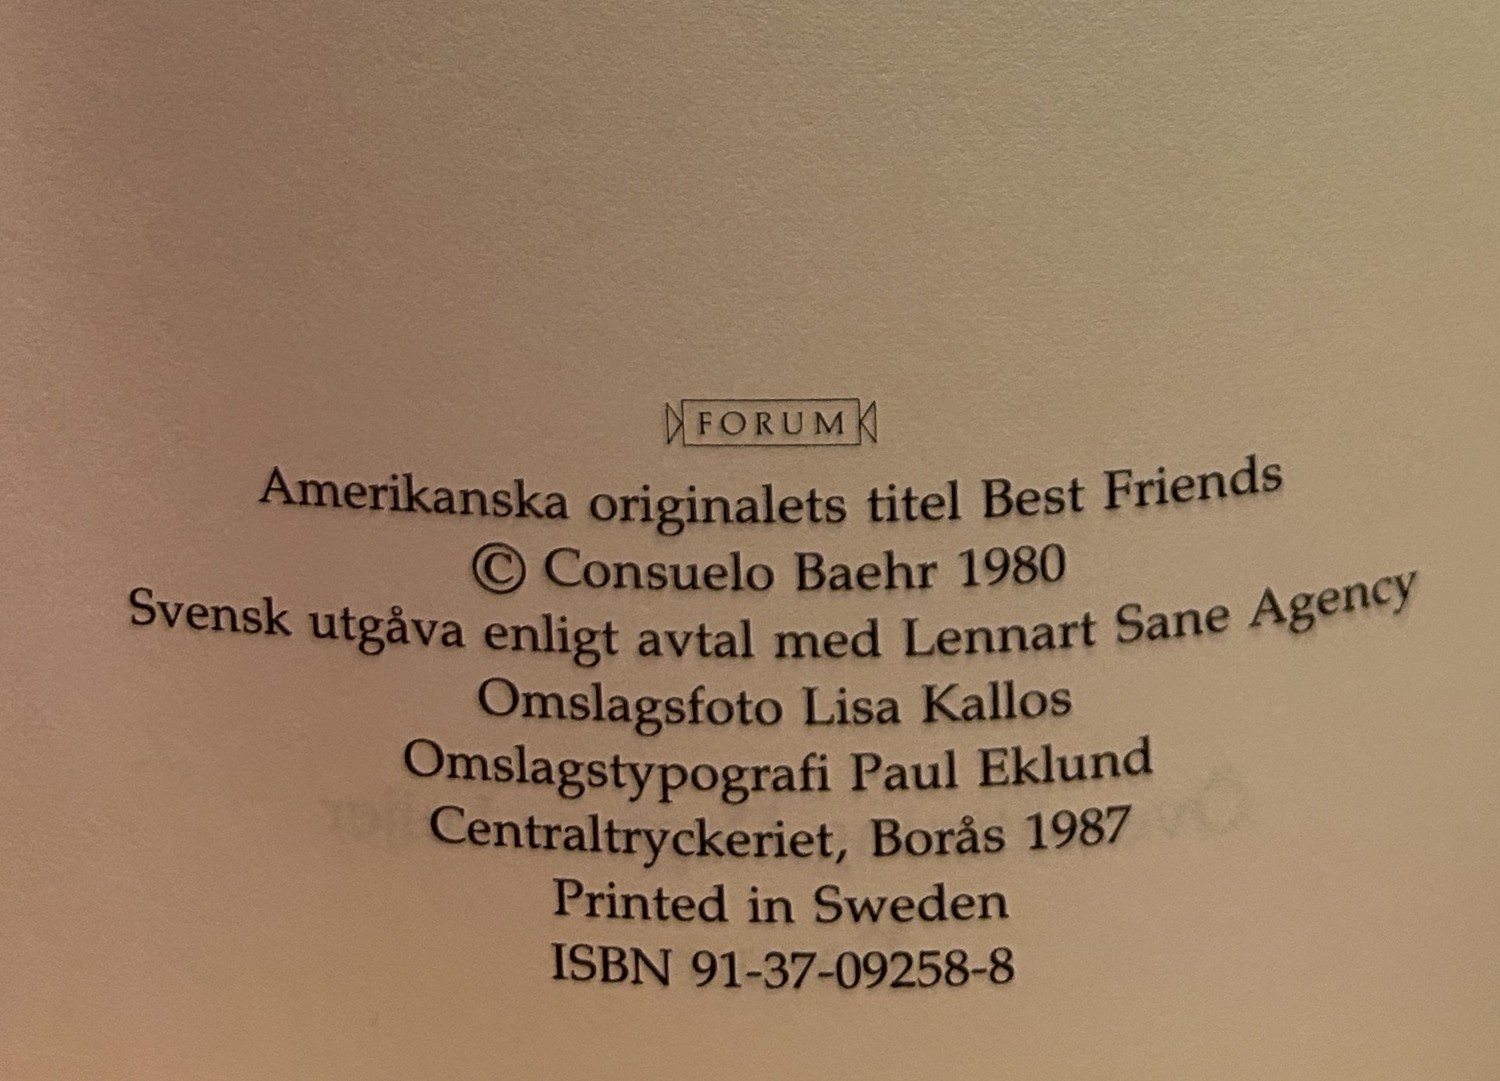 FORUM
Amerikanska originalets titel Best Friends
© Consuelo Baehr 1980
Svensk utgåva enligt avtal med Lennart Sane Agency
Omslagsfoto Lisa Kallos
Omslagstypografi Paul Eklund
Centraltryckeriet, Borås 1987
Printed in Sweden
ISBN 91-37-09258-8